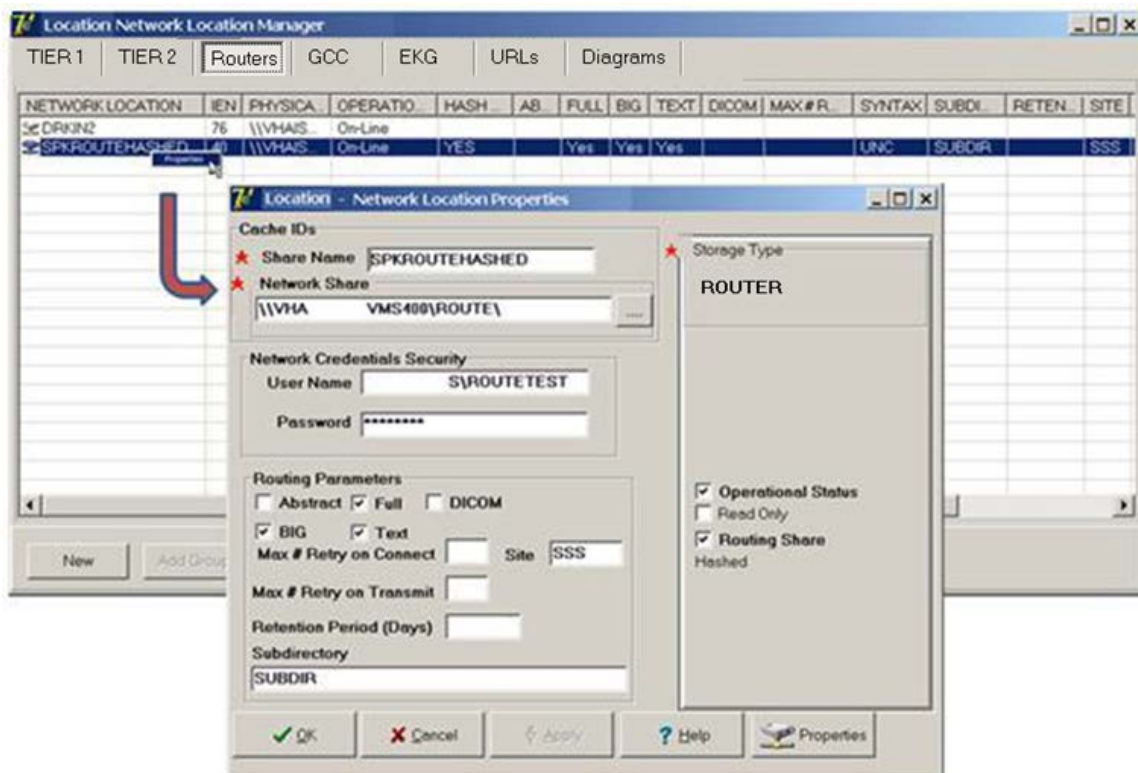 Location Network Location Manager
TIER 1 TIER 2 Routers GCC EKG URLs Diagrams
NETWORK LOCATION IEN PHYSICA... OPERATIO... HASH ... AB... FULL BIG TEXT DICOM MAX # R... SYNTAX SUBDI... RETEN... SITE
DRKIN2 76 \\VHAIS... On-Line
SPKROUTEHASHED 40 \\VHAIS... On-Line YES Yes Yes Yes UNC SUBDIR SSS
Properties
Location - Network Location Properties
Cache IDs
Share Name SPKROUTEHASHED
Network Share
\\VHA VMS400\ROUTE\ ...
Storage Type
ROUTER
Network Credentials Security
User Name S\ROUTETEST
Password ********
Routing Parameters
Abstract Full DICOM
BIG Text
Max # Retry on Connect Site SSS
Max # Retry on Transmit
Retention Period (Days)
Subdirectory
SUBDIR
Operational Status
Read Only
Routing Share
Hashed
New Add Group
OK Cancel Apply Help Properties